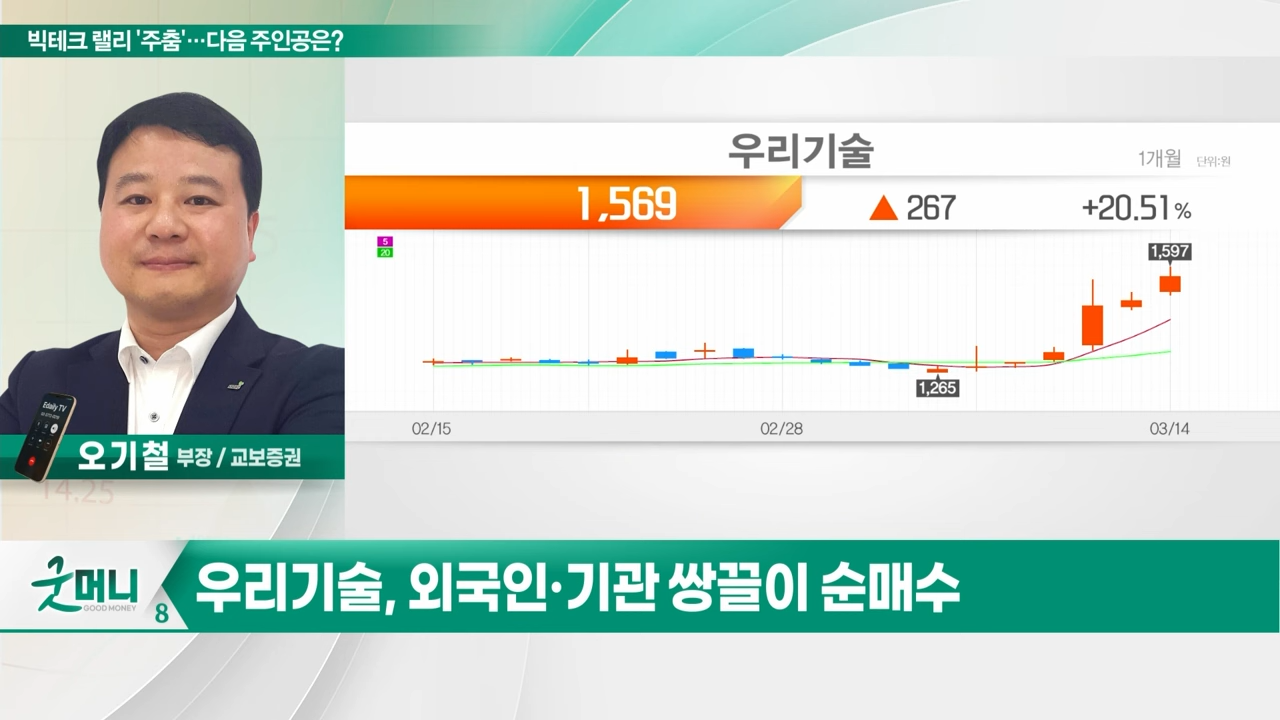 빅테크 랠리 '주춤'…다음 주인공은?
우리기술
1개월 단위:원
1,569 ▲ 267 +20.51%
5
20
1,597
1,265
02/15 02/28 03/14
Edaily TV
오기철 부장 / 교보증권
14.25
굿머니
GOOD MONEY
8
우리기술, 외국인·기관 쌍끌이 순매수